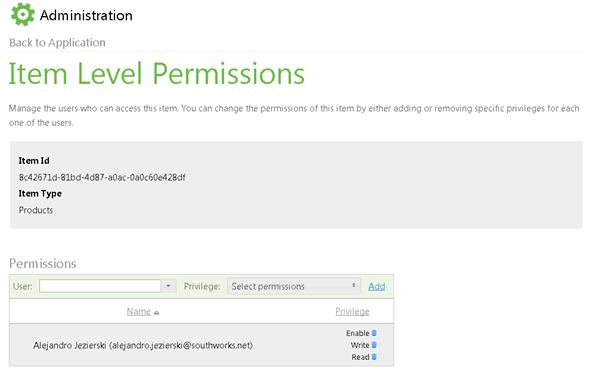 Administration
Back to Application
Item Level Permissions
Manage the users who can access this item. You can change the permissions of this item by either adding or removing specific privileges for each
one of the users.
Item Id
8c42671d-81bd-4d87-a0ac-0a0c60e428df
Item Type
Products
Permissions
User: Privilege: Select permissions Add
Name Privilege
Enable
Alejandro Jezierski (alejandro.jezierski@southworks.net) Write
Read